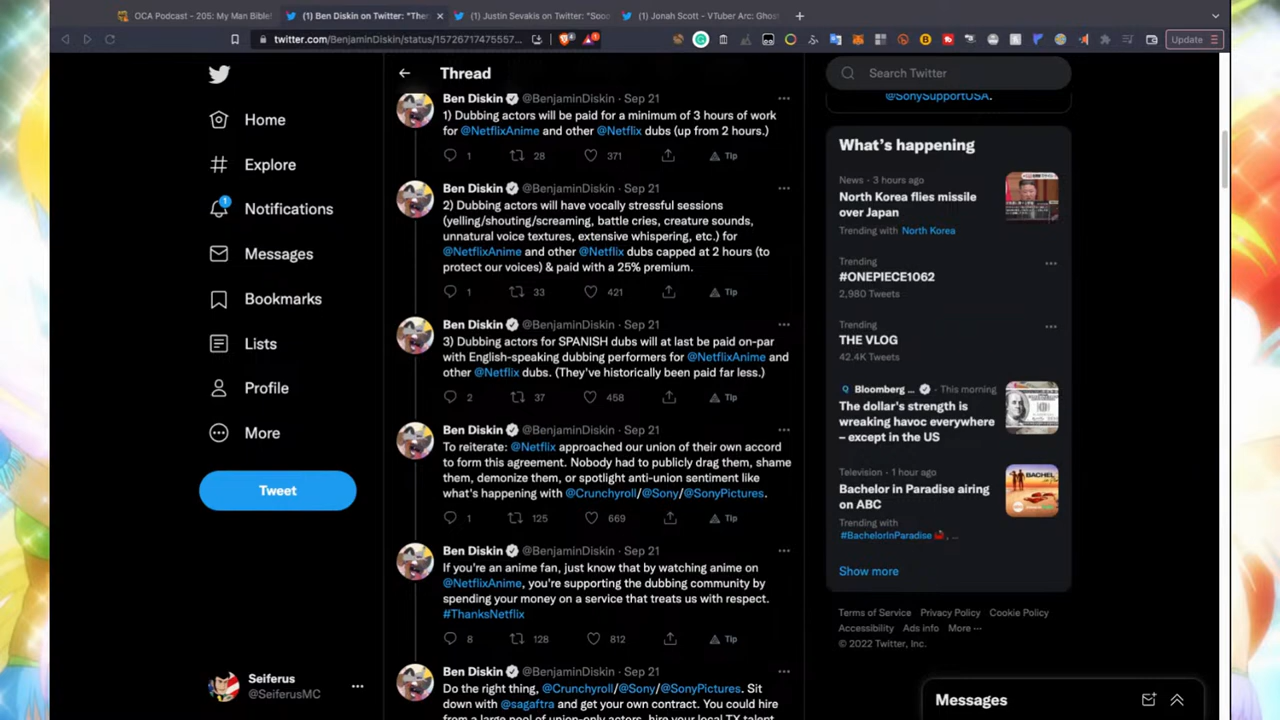 OCA Podcast - 205: My Man Bible!
(1) Ben Diskin on Twitter: "Ther
(1) Justin Sevakis on Twitter: "Sooo
(1) Jonah Scott - VTuber Arc: Ghos
twitter.com/BenjaminDiskin/status/15726717475557...
Update
Home
Explore
1
Notifications
Messages
Bookmarks
Lists
Profile
More
Tweet
Seiferus
@SeiferusMC
Thread
Ben Diskin @BenjaminDiskin · Sep 21
1) Dubbing actors will be paid for a minimum of 3 hours of work
for @NetflixAnime and other @Netflix dubs (up from 2 hours.)
1 28 371 Tip
Ben Diskin @BenjaminDiskin · Sep 21
2) Dubbing actors will have vocally stressful sessions
(yelling/shouting/screaming, battle cries, creature sounds,
unnatural voice textures, extensive whispering, etc.) for
@NetflixAnime and other @Netflix dubs capped at 2 hours (to
protect our voices) & paid with a 25% premium.
1 33 421 Tip
Ben Diskin @BenjaminDiskin · Sep 21
3) Dubbing actors for SPANISH dubs will at last be paid on-par
with English-speaking dubbing performers for @NetflixAnime and
other @Netflix dubs. (They've historically been paid far less.)
2 37 458 Tip
Ben Diskin @BenjaminDiskin · Sep 21
To reiterate: @Netflix approached our union of their own accord
to form this agreement. Nobody had to publicly drag them, shame
them, demonize them, or spotlight anti-union sentiment like
what's happening with @Crunchyroll/@Sony/@SonyPictures.
1 125 669 Tip
Ben Diskin @BenjaminDiskin · Sep 21
If you're an anime fan, just know that by watching anime on
@NetflixAnime, you're supporting the dubbing community by
spending your money on a service that treats us with respect.
#ThanksNetflix
8 128 812 Tip
Ben Diskin @BenjaminDiskin · Sep 21
Do the right thing, @Crunchyroll/@Sony/@SonyPictures. Sit
down with @sagaftra and get your own contract. You could hire
from a large pool of union-only actors, hire your local TX talent
Search Twitter
@SonySupportUSA.
What's happening
News · 3 hours ago
North Korea flies missile
over Japan
Trending with North Korea
Trending
#ONEPIECE1062
2,980 Tweets
Trending
THE VLOG
42.4K Tweets
Bloomberg ... · This morning
The dollar's strength is
wreaking havoc everywhere
– except in the US
Television · 1 hour ago
Bachelor in Paradise airing
on ABC
Trending with
#BachelorInParadise , ...
Show more
Terms of Service Privacy Policy Cookie Policy
Accessibility Ads info More ···
© 2022 Twitter, Inc.
Messages